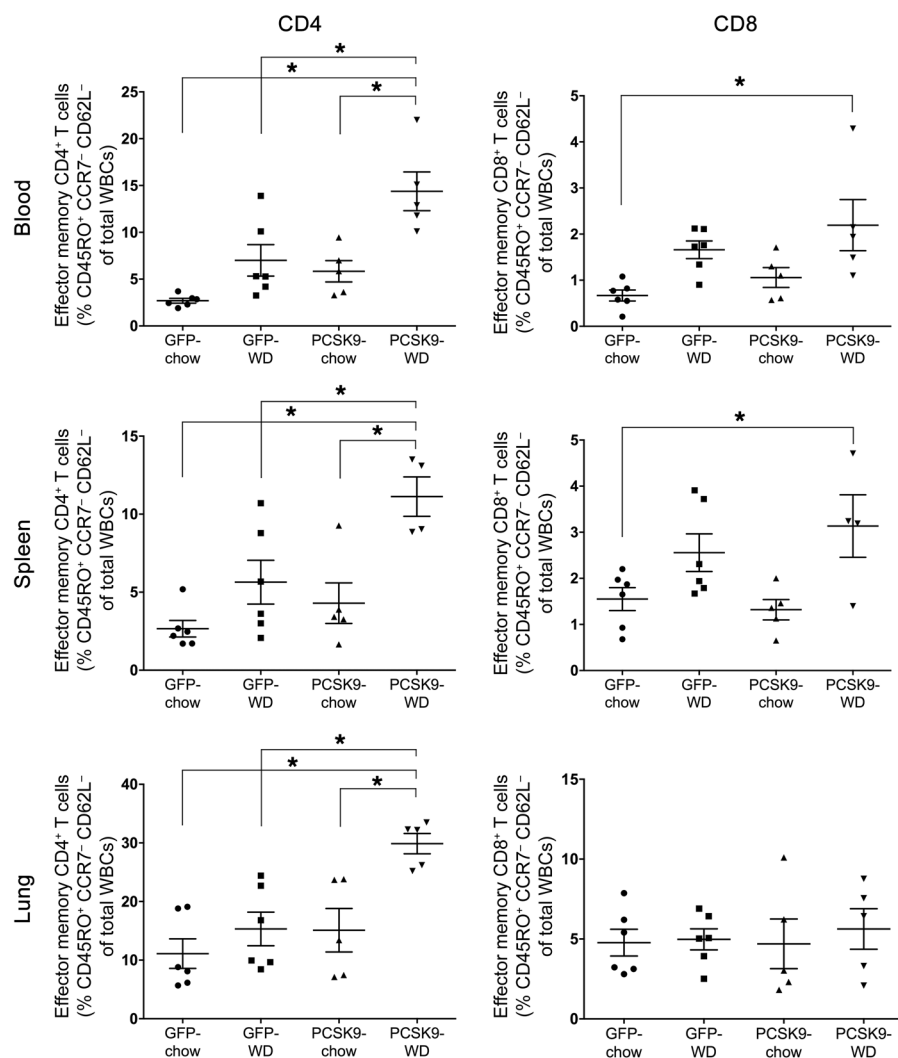 CD4
CD8
Blood
Effector memory CD4⁺ T cells
(% CD45RO⁺ CCR7⁻ CD62L⁻
of total WBCs)
25
20
15
10
5
0
*
*
*
GFP-
chow
GFP-
WD
PCSK9-
chow
PCSK9-
WD
Effector memory CD8⁺ T cells
(% CD45RO⁺ CCR7⁻ CD62L⁻
of total WBCs)
5
4
3
2
1
0
*
GFP-
chow
GFP-
WD
PCSK9-
chow
PCSK9-
WD
Spleen
Effector memory CD4⁺ T cells
(% CD45RO⁺ CCR7⁻ CD62L⁻
of total WBCs)
15
10
5
0
*
*
*
GFP-
chow
GFP-
WD
PCSK9-
chow
PCSK9-
WD
Effector memory CD8⁺ T cells
(% CD45RO⁺ CCR7⁻ CD62L⁻
of total WBCs)
5
4
3
2
1
0
*
GFP-
chow
GFP-
WD
PCSK9-
chow
PCSK9-
WD
Lung
Effector memory CD4⁺ T cells
(% CD45RO⁺ CCR7⁻ CD62L⁻
of total WBCs)
40
30
20
10
0
*
*
*
GFP-
chow
GFP-
WD
PCSK9-
chow
PCSK9-
WD
Effector memory CD8⁺ T cells
(% CD45RO⁺ CCR7⁻ CD62L⁻
of total WBCs)
15
10
5
0
GFP-
chow
GFP-
WD
PCSK9-
chow
PCSK9-
WD